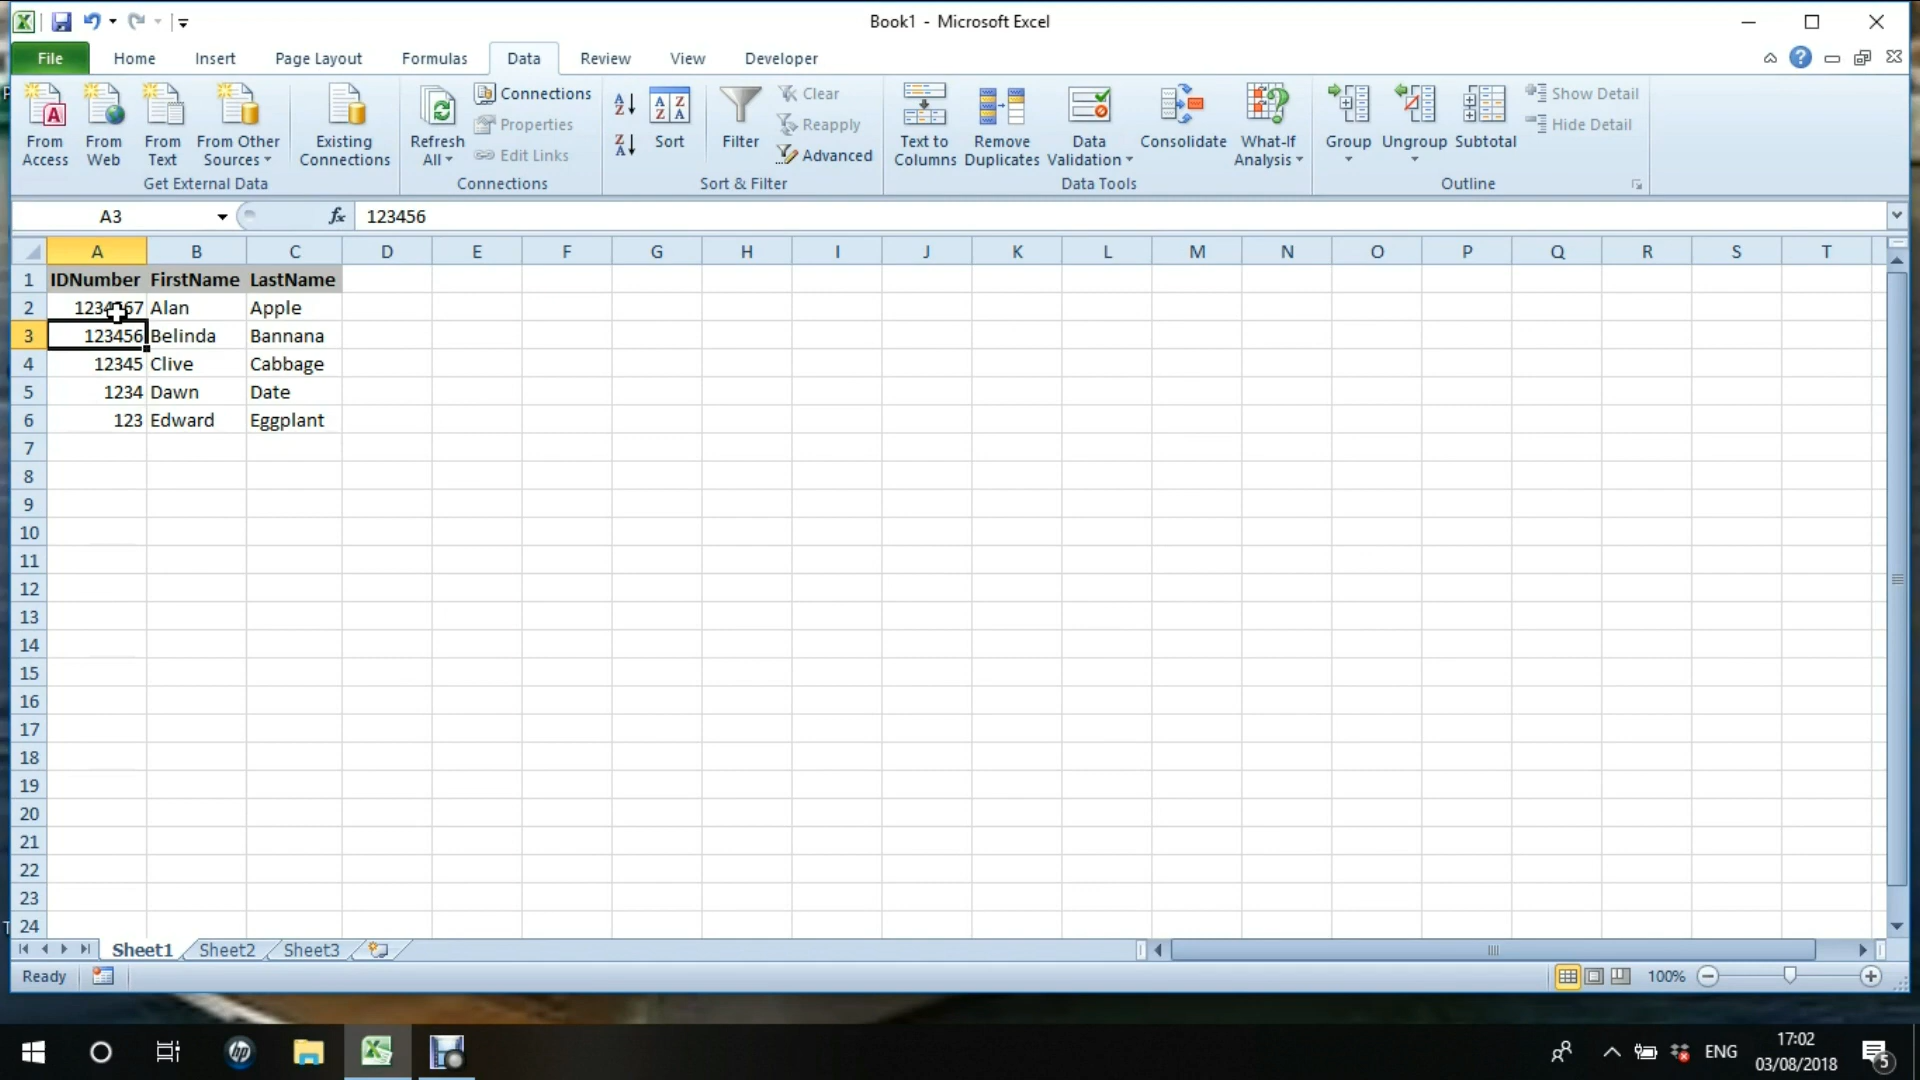 Book1 - Microsoft Excel
File Home Insert Page Layout Formulas Data Review View Developer
From Access
From Web
From Text
From Other Sources
Existing Connections
Get External Data
Refresh All
Connections
Properties
Edit Links
Connections
Sort
Filter
Clear
Reapply
Advanced
Sort & Filter
Text to Columns
Remove Duplicates
Data Validation
Consolidate
What-If Analysis
Data Tools
Group
Ungroup
Subtotal
Show Detail
Hide Detail
Outline
A3 fx 123456
A B C D E F G H I J K L M N O P Q R S T
1 IDNumber FirstName LastName
2 1234567 Alan Apple
3 123456 Belinda Bannana
4 12345 Clive Cabbage
5 1234 Dawn Date
6 123 Edward Eggplant
7
8
9
10
11
12
13
14
15
16
17
18
19
20
21
22
23
24
Sheet1 Sheet2 Sheet3
Ready 100%
hp
ENG
17:02
03/08/2018
5